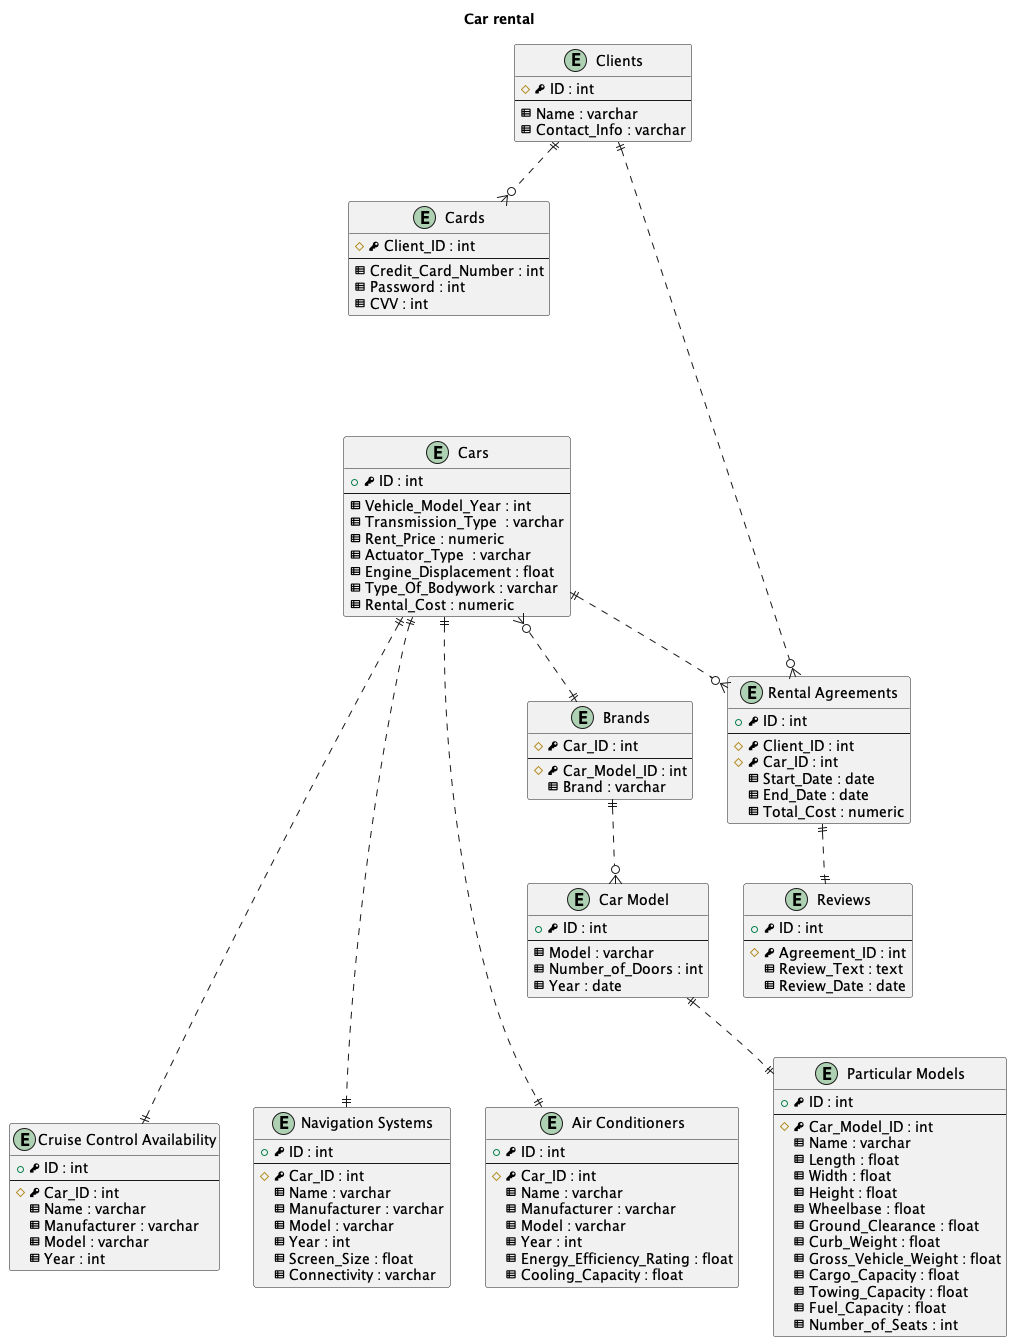 Car rental
E Clients
ID : int
Name : varchar
Contact_Info : varchar
E Cards
Client_ID : int
Credit_Card_Number : int
Password : int
CVV : int
E Cars
ID : int
Vehicle_Model_Year : int
Transmission_Type : varchar
Rent_Price : numeric
Actuator_Type : varchar
Engine_Displacement : float
Type_Of_Bodywork : varchar
Rental_Cost : numeric
E Rental Agreements
ID : int
Client_ID : int
Car_ID : int
Start_Date : date
End_Date : date
Total_Cost : numeric
E Brands
Car_ID : int
Car_Model_ID : int
Brand : varchar
E Car Model
ID : int
Model : varchar
Number_of_Doors : int
Year : date
E Reviews
ID : int
Agreement_ID : int
Review_Text : text
Review_Date : date
E Cruise Control Availability
ID : int
Car_ID : int
Name : varchar
Manufacturer : varchar
Model : varchar
Year : int
E Navigation Systems
ID : int
Car_ID : int
Name : varchar
Manufacturer : varchar
Model : varchar
Year : int
Screen_Size : float
Connectivity : varchar
E Air Conditioners
ID : int
Car_ID : int
Name : varchar
Manufacturer : varchar
Model : varchar
Year : int
Energy_Efficiency_Rating : float
Cooling_Capacity : float
E Particular Models
ID : int
Car_Model_ID : int
Name : varchar
Length : float
Width : float
Height : float
Wheelbase : float
Ground_Clearance : float
Curb_Weight : float
Gross_Vehicle_Weight : float
Cargo_Capacity : float
Towing_Capacity : float
Fuel_Capacity : float
Number_of_Seats : int